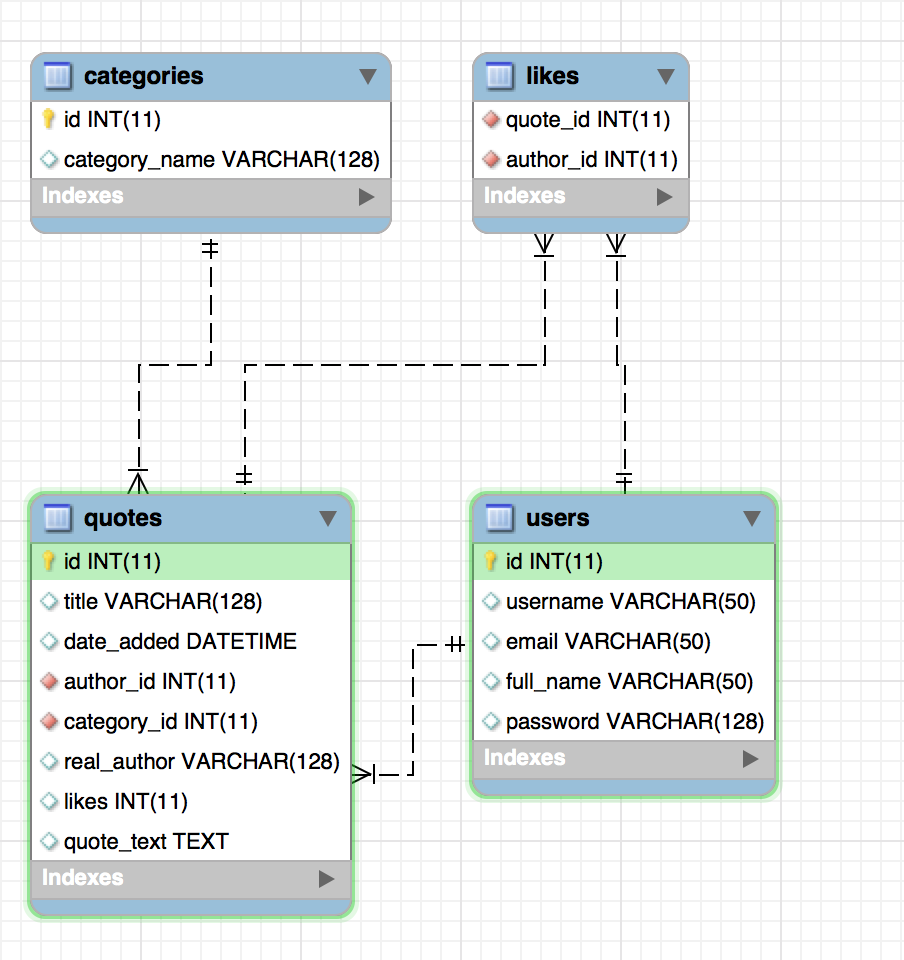 categories
id INT(11)
category_name VARCHAR(128)
Indexes
likes
quote_id INT(11)
author_id INT(11)
Indexes
quotes
id INT(11)
title VARCHAR(128)
date_added DATETIME
author_id INT(11)
category_id INT(11)
real_author VARCHAR(128)
likes INT(11)
quote_text TEXT
Indexes
users
id INT(11)
username VARCHAR(50)
email VARCHAR(50)
full_name VARCHAR(50)
password VARCHAR(128)
Indexes